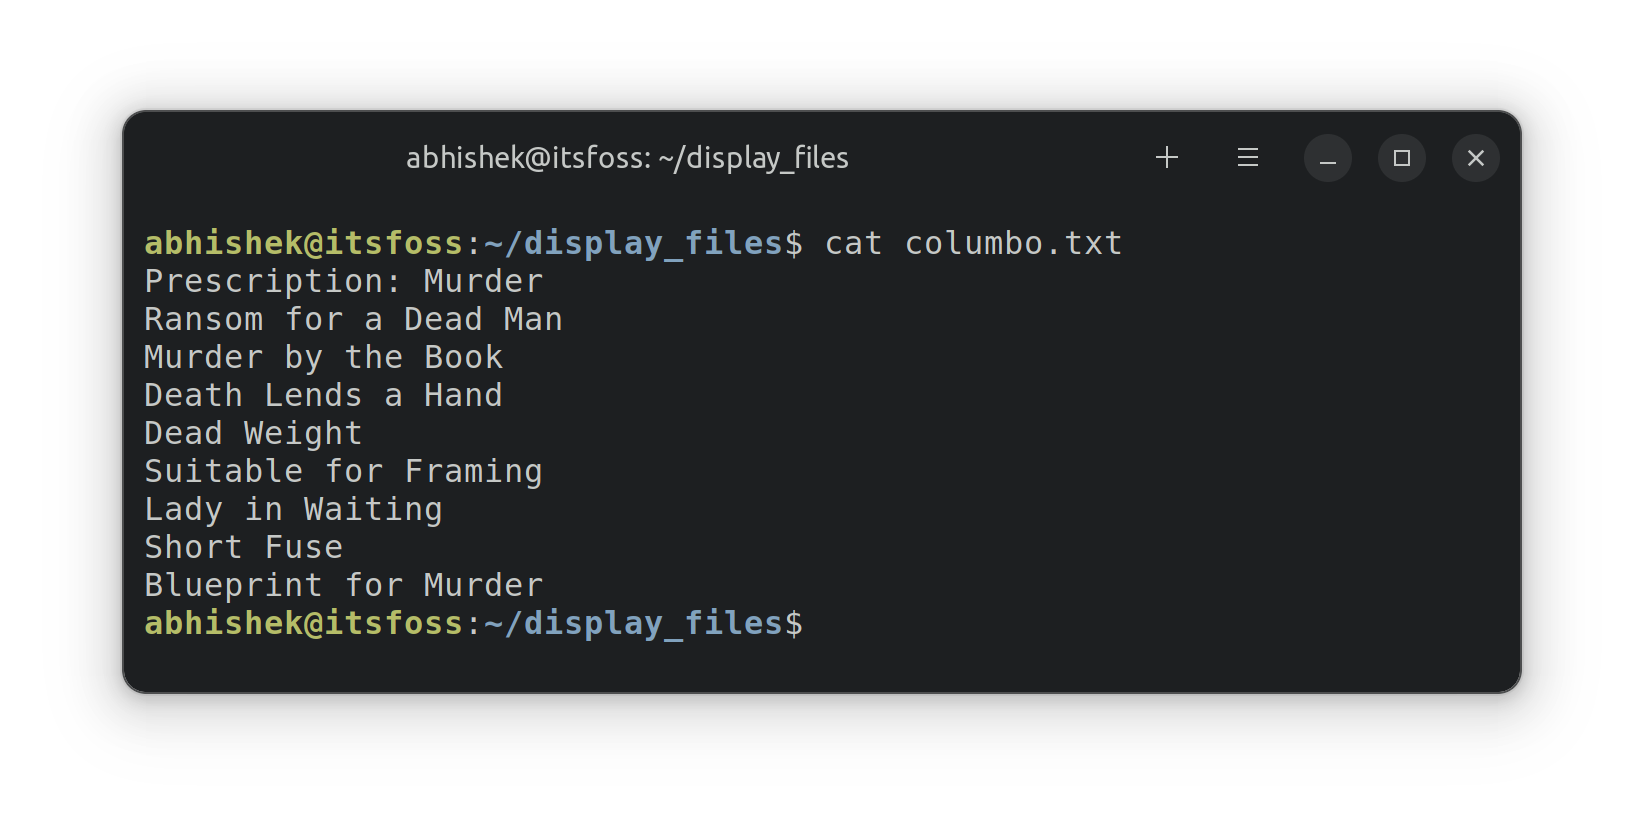 abhishek@itsfoss: ~/display_files
abhishek@itsfoss:~/display_files$ cat columbo.txt
Prescription: Murder
Ransom for a Dead Man
Murder by the Book
Death Lends a Hand
Dead Weight
Suitable for Framing
Lady in Waiting
Short Fuse
Blueprint for Murder
abhishek@itsfoss:~/display_files$